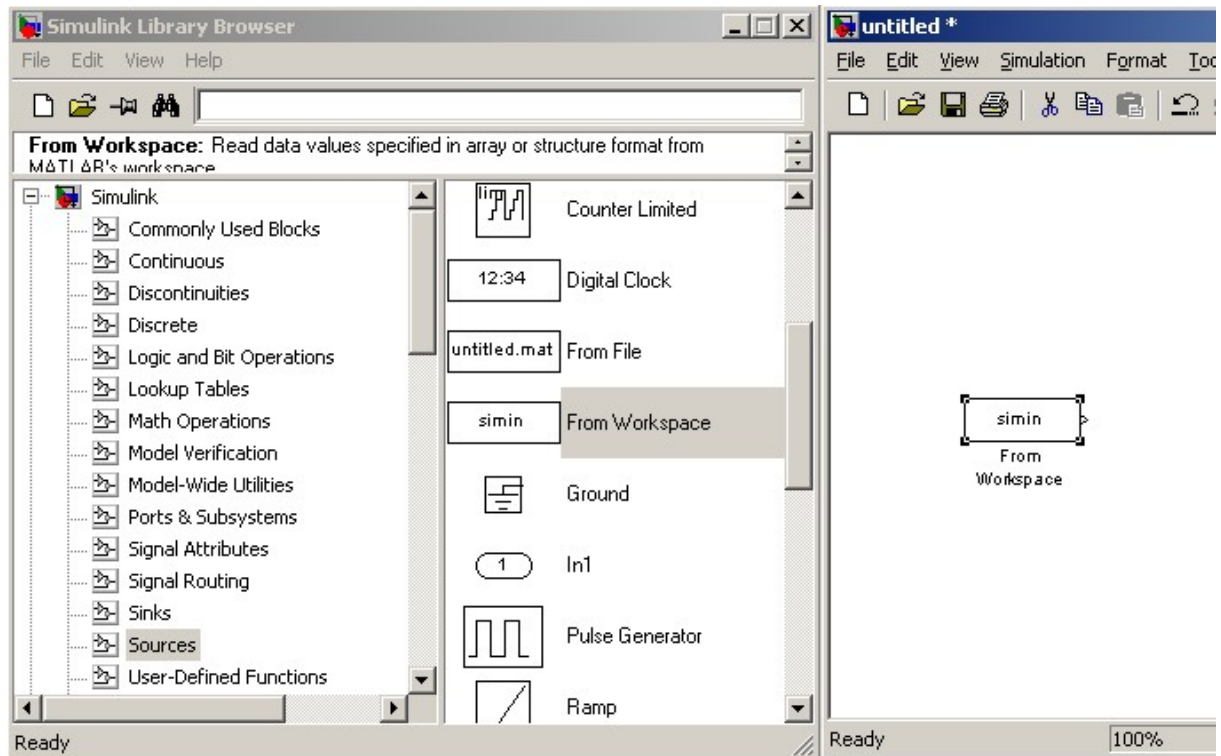 Simulink Library Browser
File Edit View Help
From Workspace: Read data values specified in array or structure format from
MATLAB's workspace
Simulink
Commonly Used Blocks
Continuous
Discontinuities
Discrete
Logic and Bit Operations
Lookup Tables
Math Operations
Model Verification
Model-Wide Utilities
Ports & Subsystems
Signal Attributes
Signal Routing
Sinks
Sources
User-Defined Functions
lim
Counter Limited
12:34
Digital Clock
untitled.mat
From File
simin
From Workspace
Ground
1
In1
Pulse Generator
Ramp
Ready
untitled *
File Edit View Simulation Format
simin
From
Workspace
Ready
100%